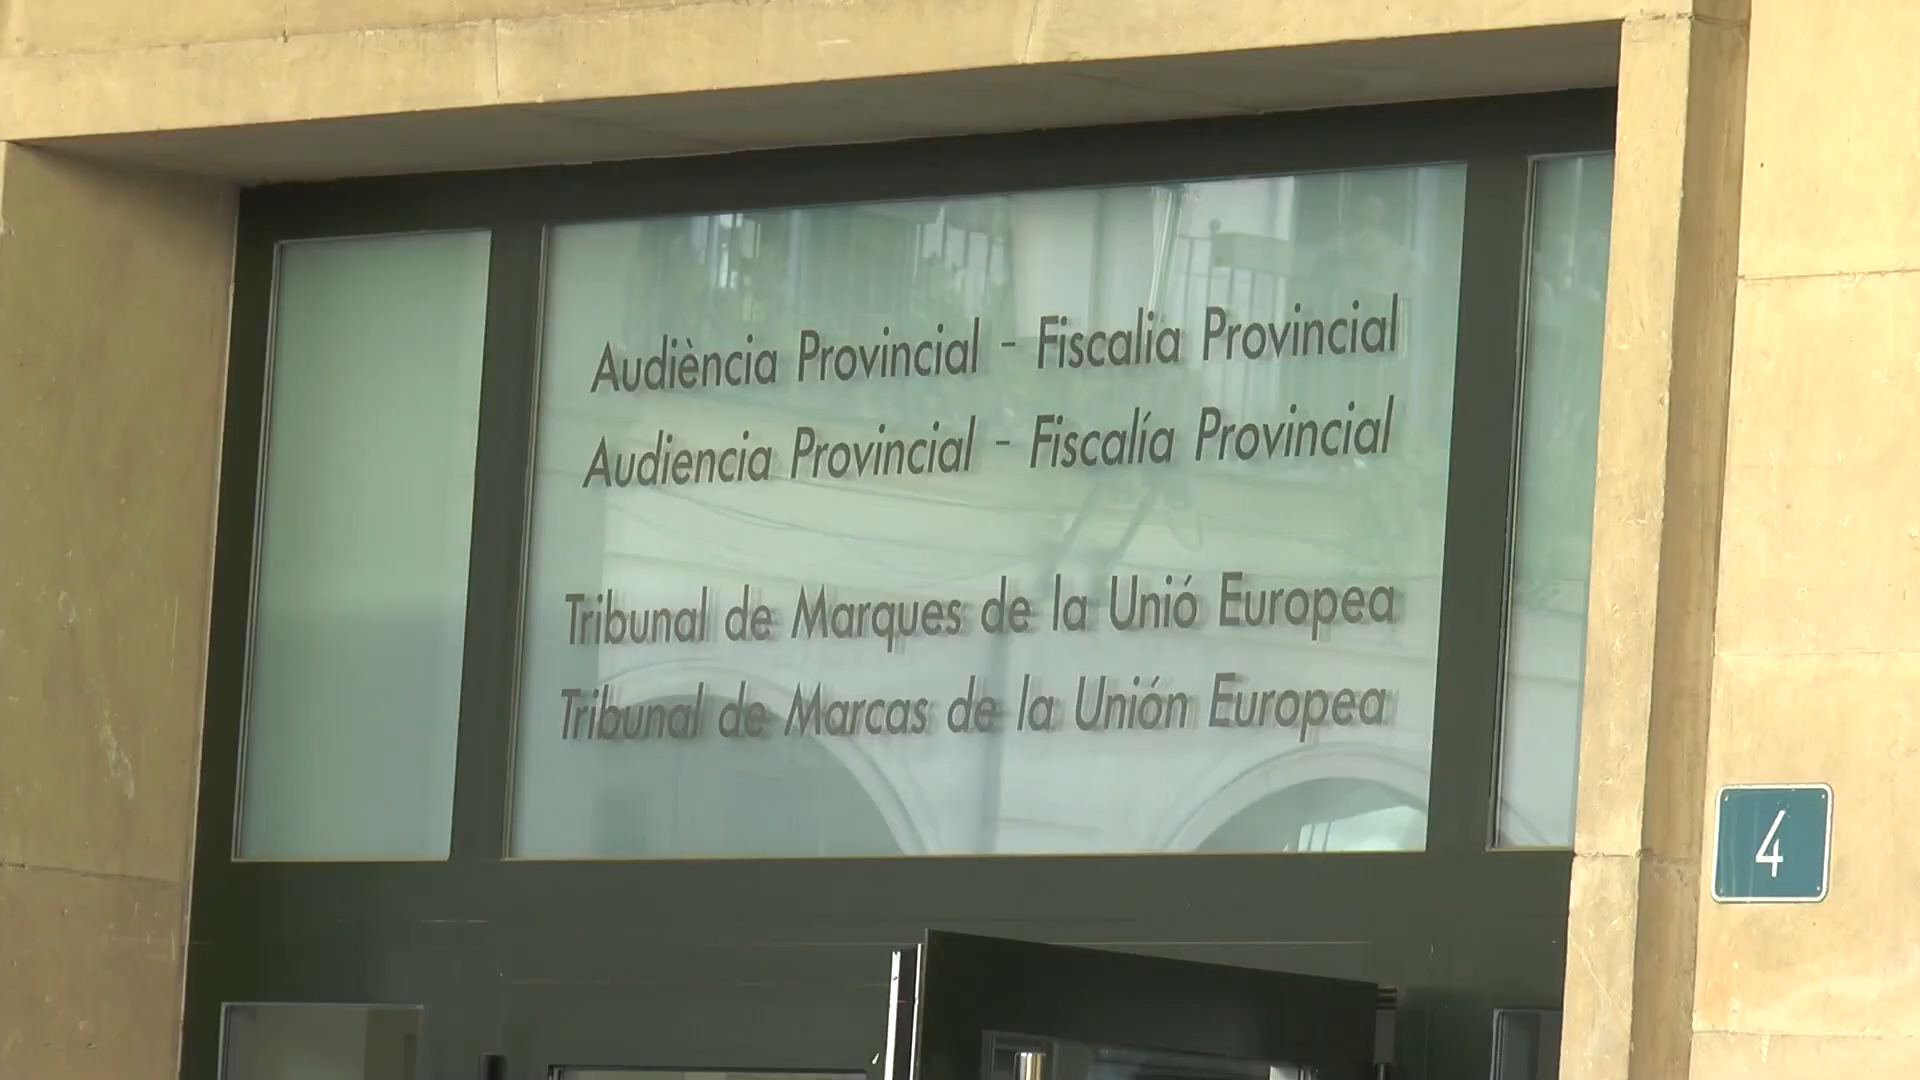 Audiència Provincial - Fiscalia Provincial
Audiencia Provincial - Fiscalía Provincial
Tribunal de Marques de la Unió Europea
Tribunal de Marcas de la Unión Europea
4